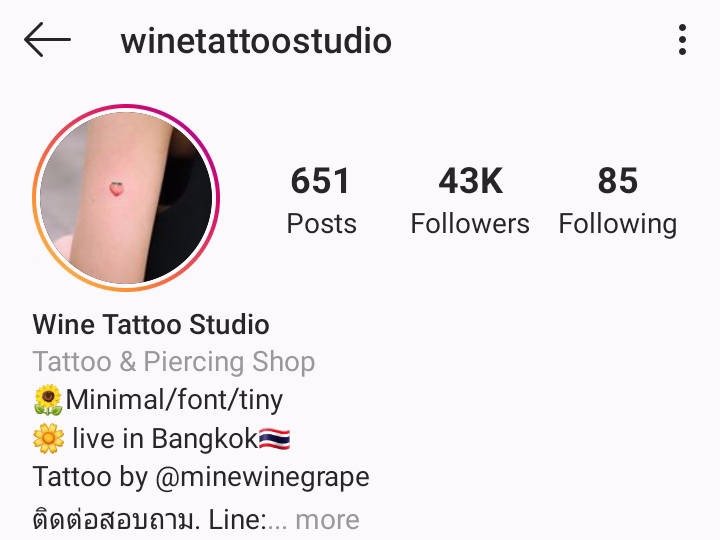 winetattoostudio
651 43K 85
Posts Followers Following
Wine Tattoo Studio
Tattoo & Piercing Shop
🌻Minimal/font/tiny
🌼 live in Bangkok🇹🇭
Tattoo by @minewinegrape
ติดต่อสอบถาม. Line:... more